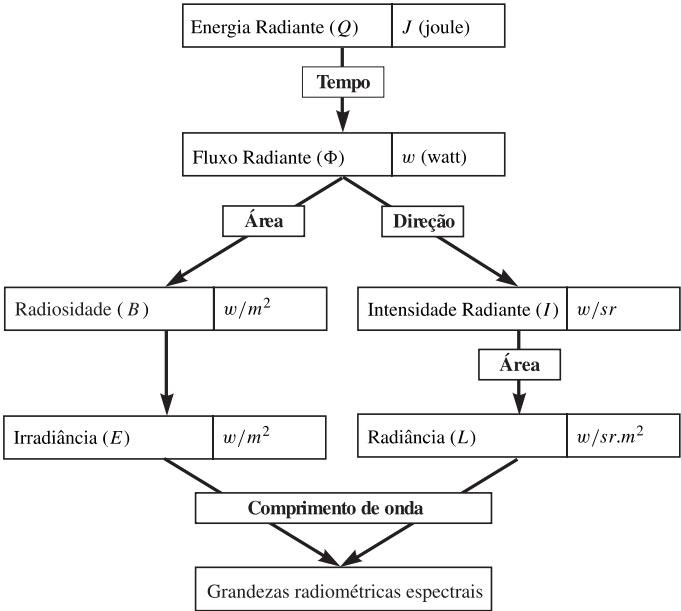 Energia Radiante (Q) J (joule)
Tempo
Fluxo Radiante (Φ) w (watt)
Área Direção
Radiosidade (B) w/m² Intensidade Radiante (I) w/sr
Área
Irradiância (E) w/m² Radiância (L) w/sr.m²
Comprimento de onda
Grandezas radiométricas espectrais